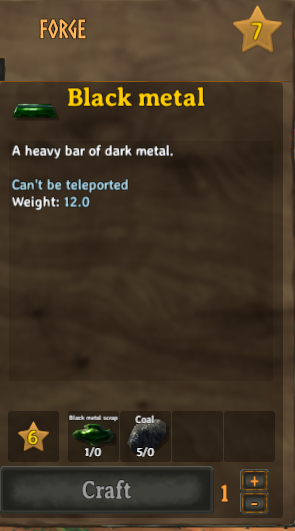 FORGE
7
Black metal
A heavy bar of dark metal.
Can't be teleported
Weight: 12.0
6
Black metal scrap
1/0
Coal
5/0
Craft
1
+
-